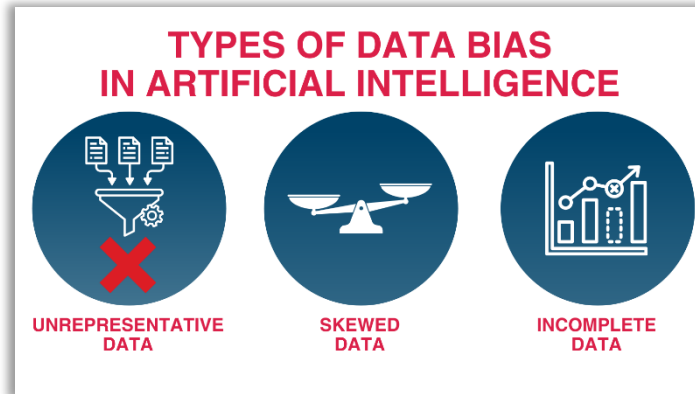 TYPES OF DATA BIAS
IN ARTIFICIAL INTELLIGENCE
UNREPRESENTATIVE
DATA
SKEWED
DATA
INCOMPLETE
DATA